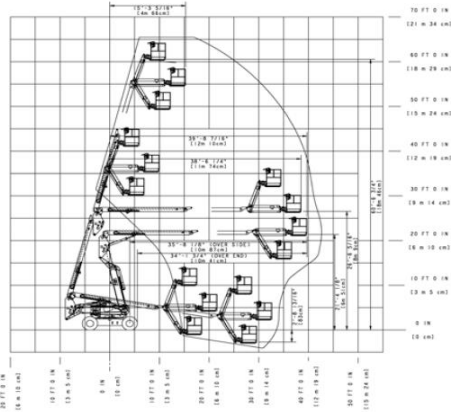 15'-3 5/16"
[4m 66cm]
70 FT 0 IN
[21 m 34 cm]
60 FT 0 IN
[18 m 29 cm]
50 FT 0 IN
[15 m 24 cm]
39'-8 7/16"
[12m 10cm]
38'-6 1/4"
[11m 74cm]
40 FT 0 IN
[12 m 19 cm]
30 FT 0 IN
[9 m 14 cm]
20 FT 0 IN
[6 m 10 cm]
35'-8 1/8" (OVER SIDE)
[10m 87cm]
34'-1 3/4" (OVER END)
[10m 41cm]
10 FT 0 IN
[3 m 5 cm]
0 IN
[0 cm]
20 FT 0 IN
[6 m 10 cm]
10 FT 0 IN
[3 m 5 cm]
0 IN
[0 cm]
10 FT 0 IN
[3 m 5 cm]
20 FT 0 IN
[6 m 10 cm]
30 FT 0 IN
[9 m 14 cm]
40 FT 0 IN
[12 m 19 cm]
50 FT 0 IN
[15 m 24 cm]